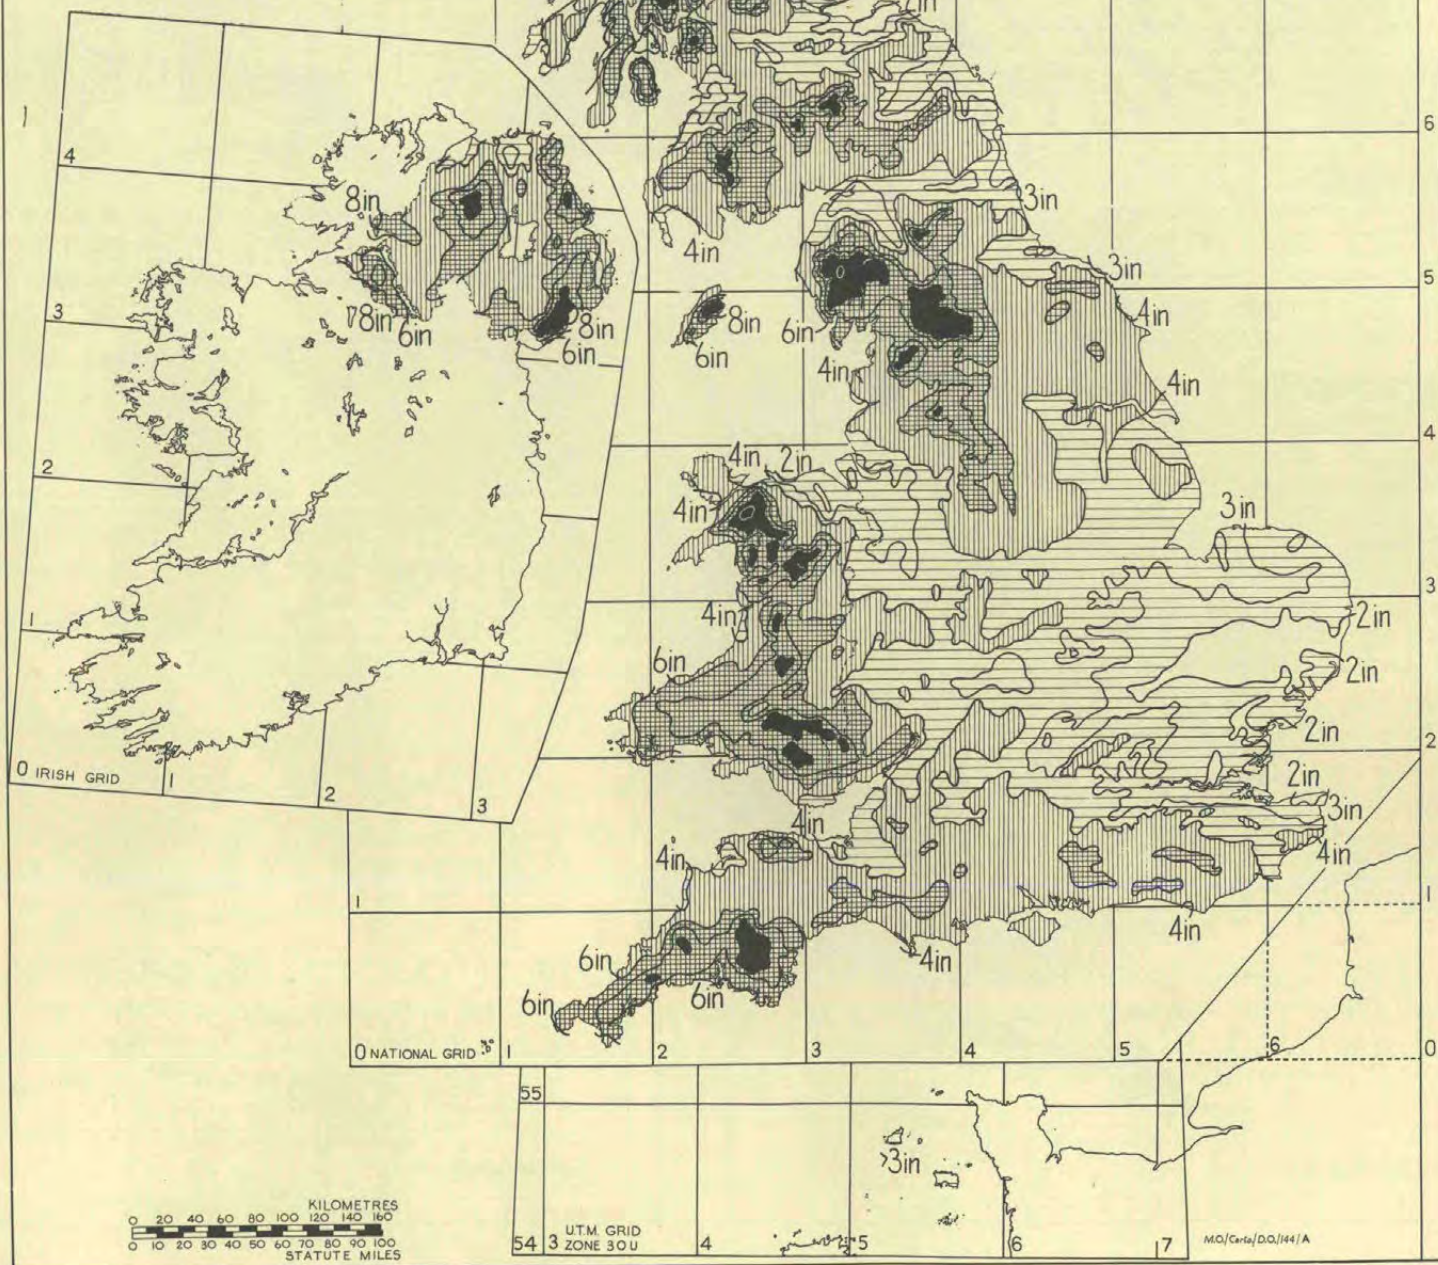 in
6
4
8in
3in
4in
3in
5
3
8in
6in
8in
6in
8in
6in
6in
4in
4in
4in
2
4in
2in
4
4in
3in
1
4in
3
6in
2in
2in
2in
2
0 IRISH GRID
1
2
3
2in
3in
4in
4in
4in
1
4in
4in
6in
6in
6in
0 NATIONAL GRID
1
2
3
4
5
6
0
55
>3in
KILOMETRES
0 20 40 60 80 100 120 140 160
0 10 20 30 40 50 60 70 80 90 100
STATUTE MILES
54
3
U.T.M. GRID
ZONE 30U
4
5
6
7
M.O./Carto/D.O./144/A